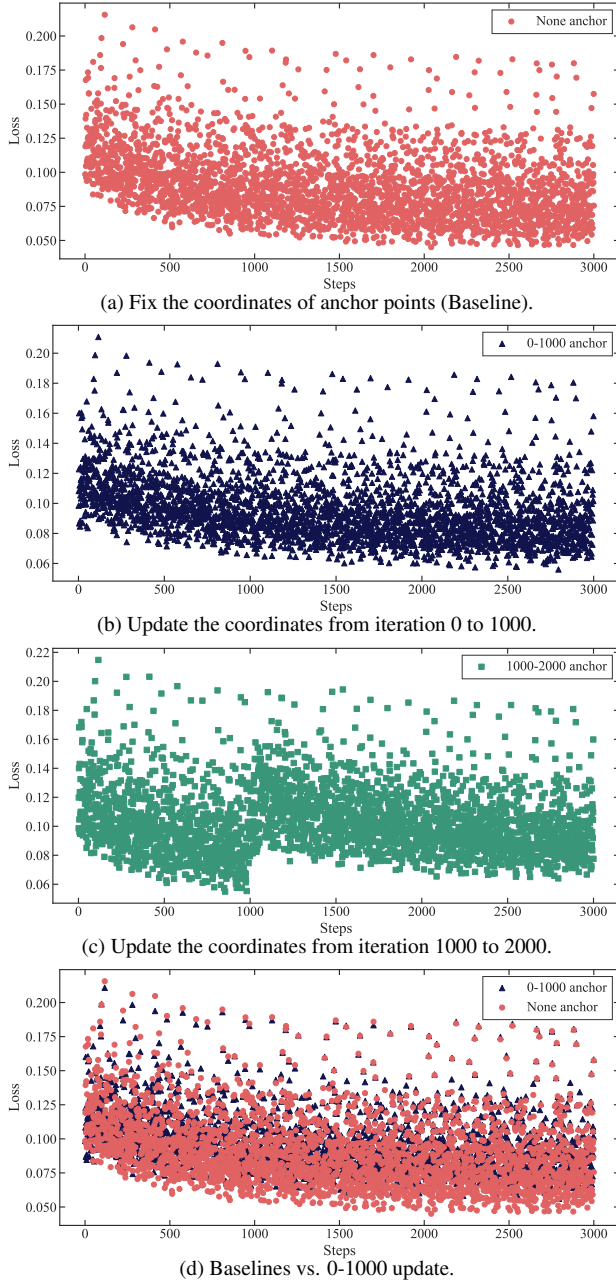 None anchor
0.200
0.175
0.150
0.125
0.100
0.075
0.050
Loss
0 500 1000 1500 2000 2500 3000
Steps
(a) Fix the coordinates of anchor points (Baseline).
0-1000 anchor
0.20
0.18
0.16
0.14
0.12
0.10
0.08
0.06
Loss
0 500 1000 1500 2000 2500 3000
Steps
(b) Update the coordinates from iteration 0 to 1000.
1000-2000 anchor
0.22
0.20
0.18
0.16
0.14
0.12
0.10
0.08
0.06
Loss
0 500 1000 1500 2000 2500 3000
Steps
(c) Update the coordinates from iteration 1000 to 2000.
0-1000 anchor
None anchor
0.200
0.175
0.150
0.125
0.100
0.075
0.050
Loss
0 500 1000 1500 2000 2500 3000
Steps
(d) Baselines vs. 0-1000 update.